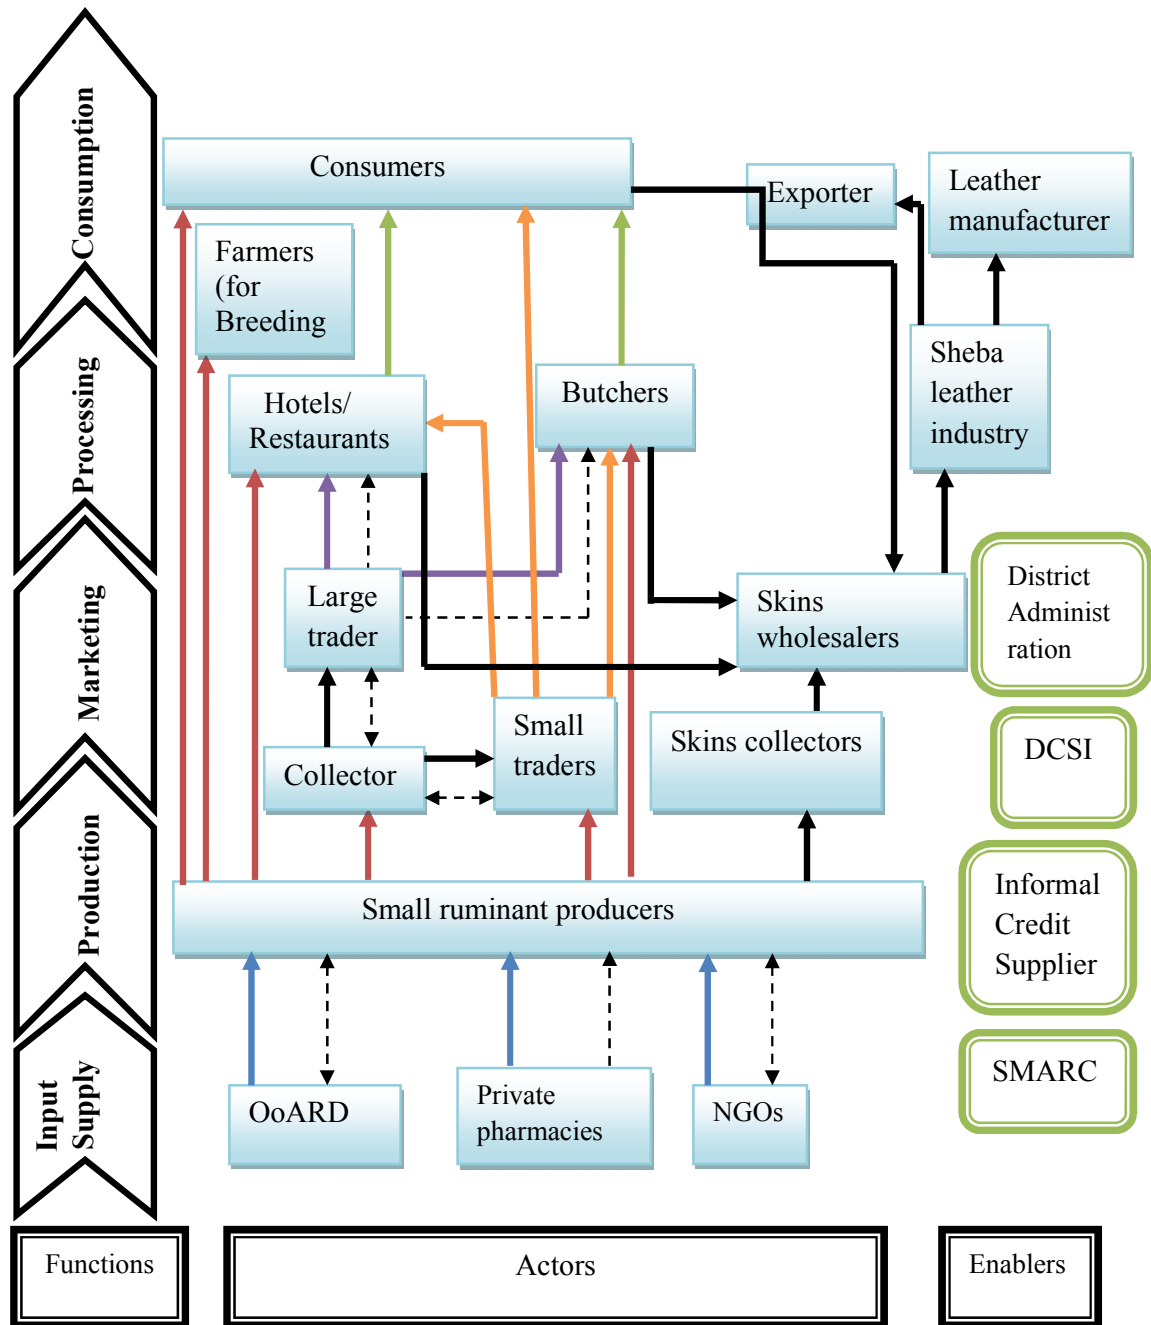 Consumption
Consumers
Exporter
Leather
manufacturer
Farmers
(for
Breeding
Processing
Hotels/
Restaurants
Butchers
Sheba
leather
industry
Marketing
Large
trader
Skins
wholesalers
District
Administ
ration
Collector
Small
traders
Skins collectors
DCSI
Production
Small ruminant producers
Informal
Credit
Supplier
Input
Supply
OoARD
Private
pharmacies
NGOs
SMARC
Functions
Actors
Enablers